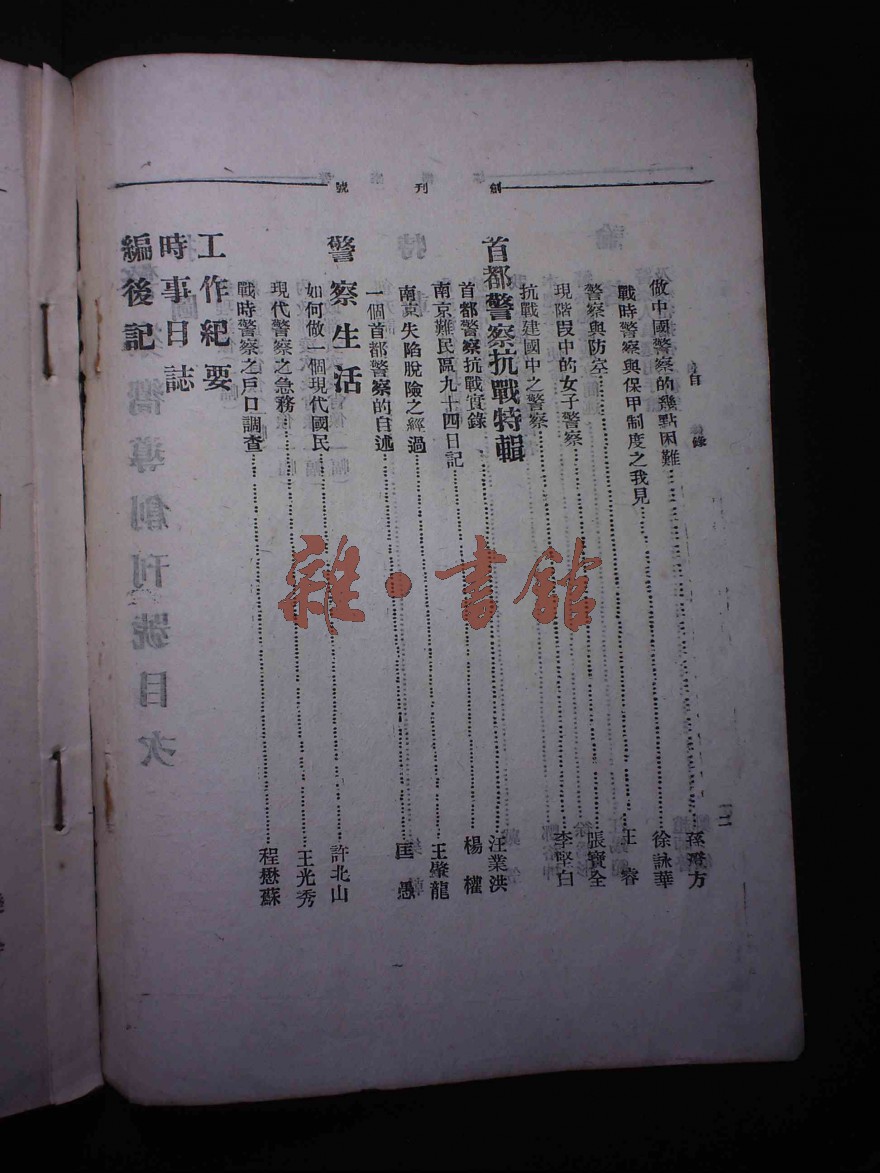 創刊號
目錄
二
做中國警察的幾點困難……孫方
戰時警察與保甲制度之我見……徐詠華
警察與防空……王睿
現階段中的女子警察……張寶全
抗戰建國中之警察……李堅白
首都警察抗戰特輯
首都警察抗戰實錄……汪業洪
南京難民區九十四日記……楊權
南京失陷脫險之經過……王肇龍
一個首都警察的自述……匡愚
警察生活
如何做一個現代國民……許北山
現代警察之急務……王光秀
戰時警察之戶口調查……程懋蘇
工作紀要
時事日誌
編後記
雜·書館